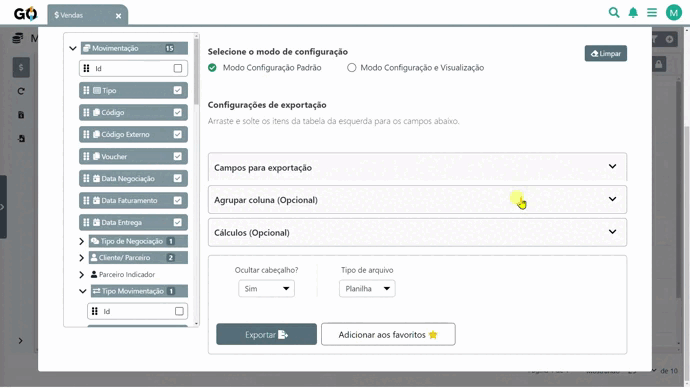 GO
$ Vendas
×
M
Movimentação 15
Id
Tipo
Código
Código Externo
Voucher
Data Negociação
Data Faturamento
Data Entrega
Tipo de Negociação 1
Cliente/ Parceiro 2
Parceiro Indicador
Tipo Movimentação 1
Id
Selecione o modo de configuração
Limpar
Modo Configuração Padrão
Modo Configuração e Visualização
Configurações de exportação
Arraste e solte os itens da tabela da esquerda para os campos abaixo.
Campos para exportação
Agrupar coluna (Opcional)
Cálculos (Opcional)
Ocultar cabeçalho?
Tipo de arquivo
Sim
Planilha
Exportar
Adicionar aos favoritos
M
$
de 10